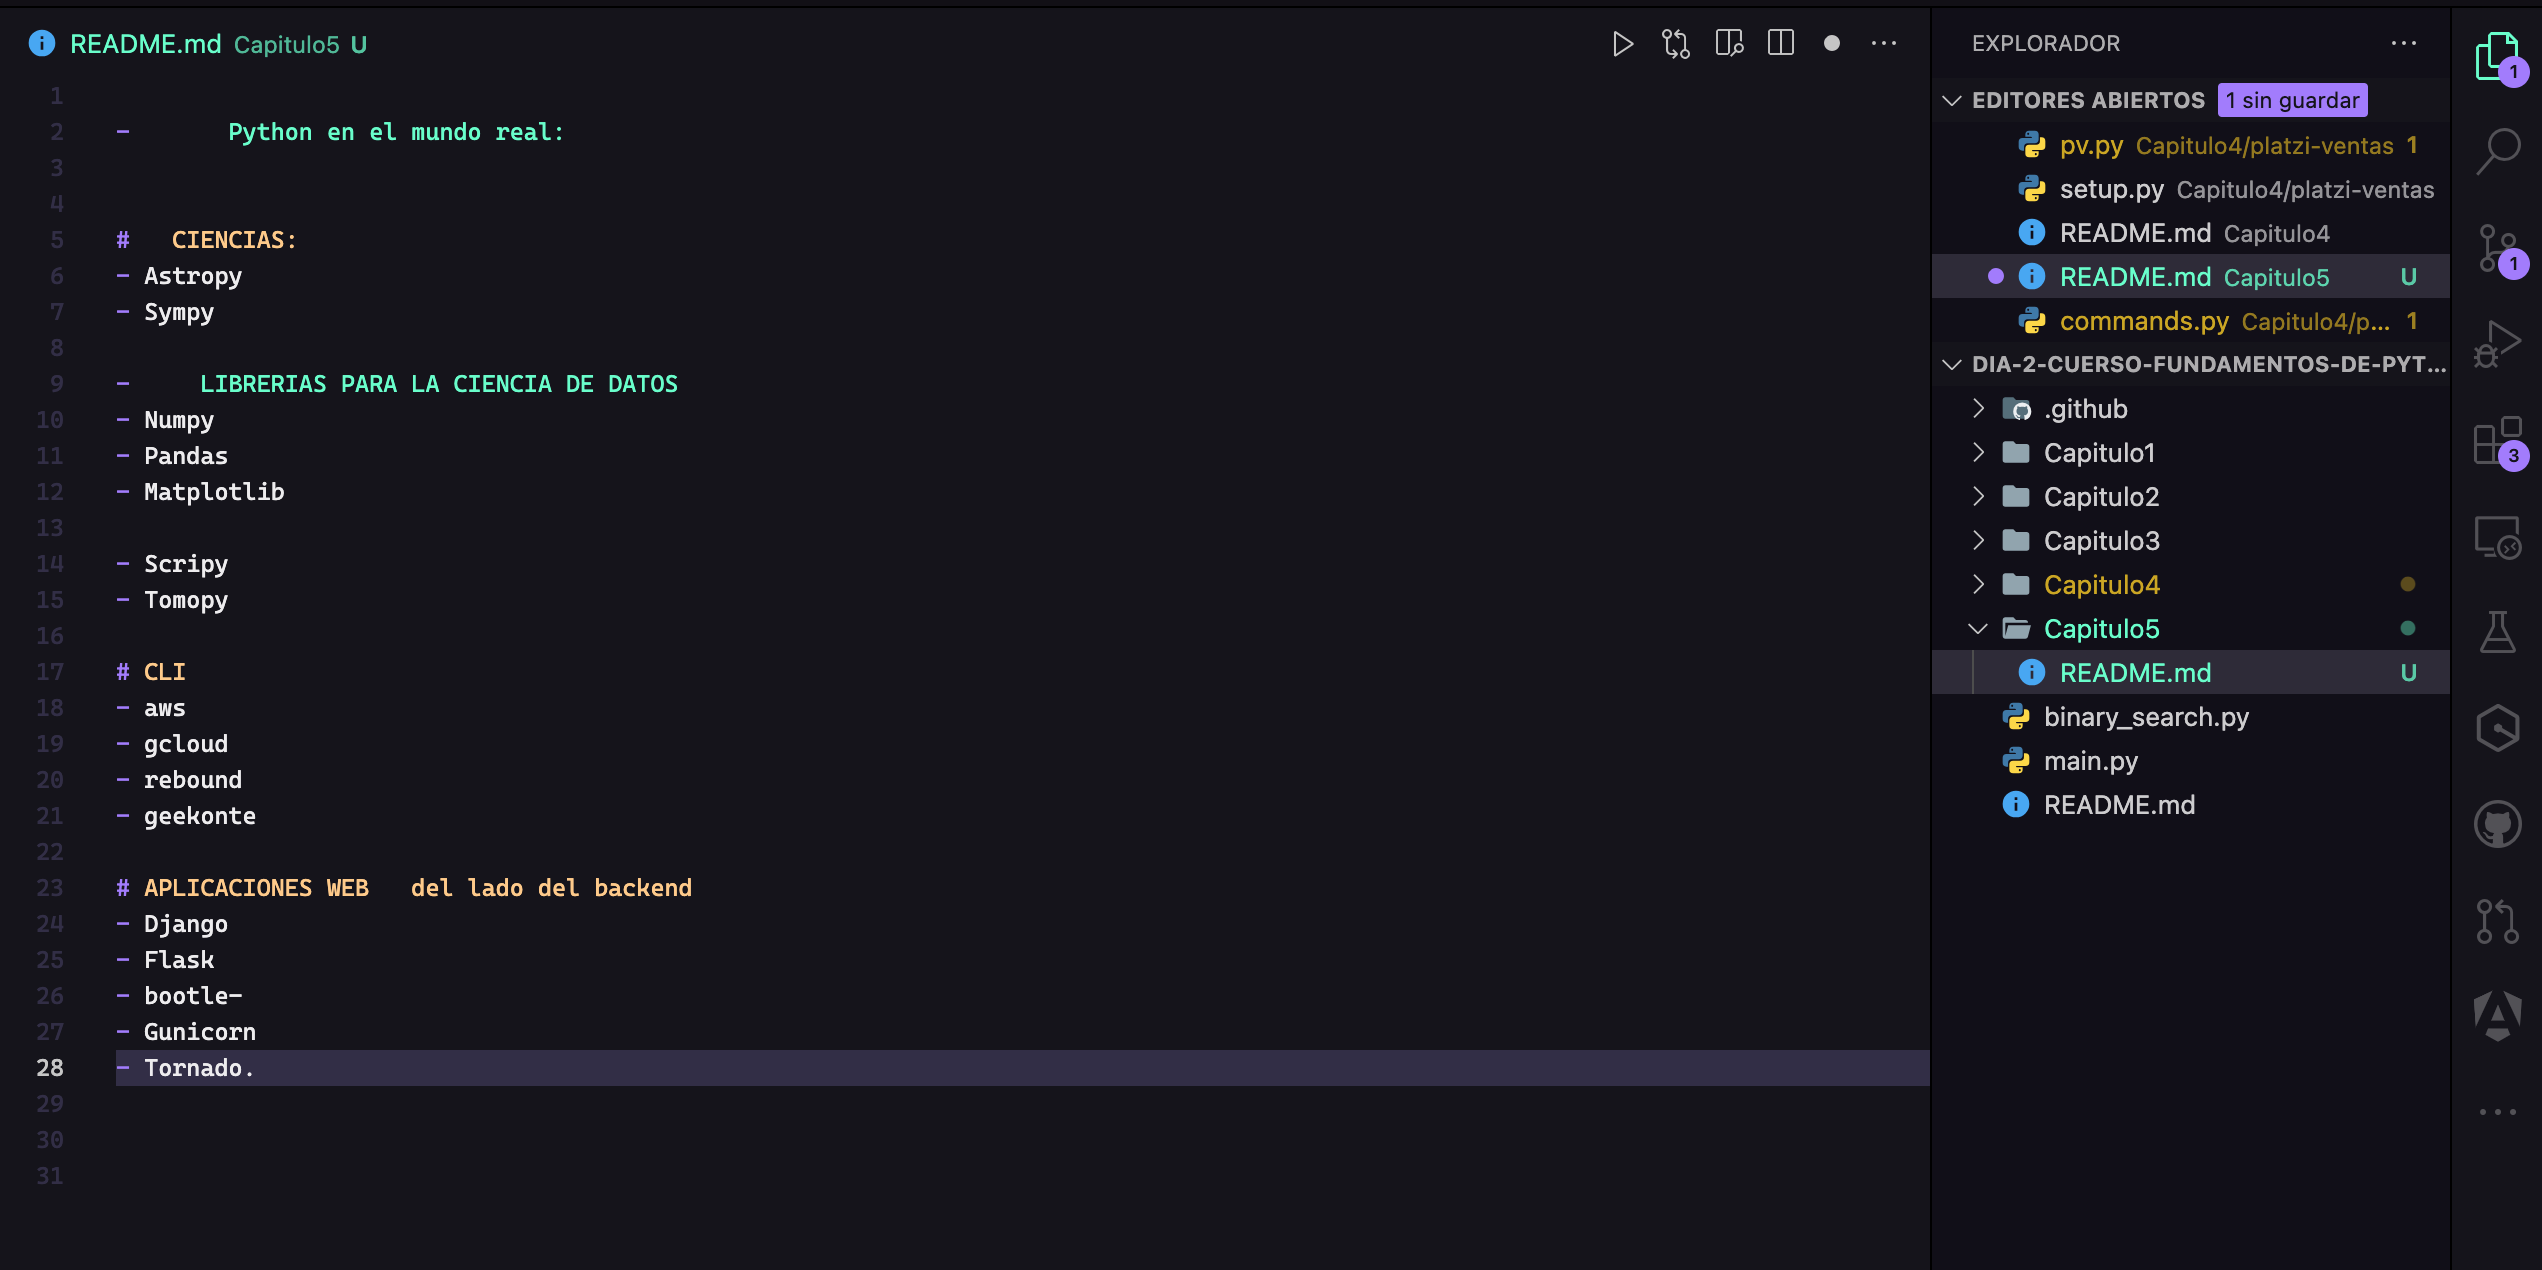 README.md Capitulo5 U
1
2 - Python en el mundo real:
3
4
5 # CIENCIAS:
6 - Astropy
7 - Sympy
8
9 - LIBRERIAS PARA LA CIENCIA DE DATOS
10 - Numpy
11 - Pandas
12 - Matplotlib
13
14 - Scripy
15 - Tomopy
16
17 # CLI
18 - aws
19 - gcloud
20 - rebound
21 - geekonte
22
23 # APLICACIONES WEB   del lado del backend
24 - Django
25 - Flask
26 - bootle-
27 - Gunicorn
28 - Tornado.
29
30
31
EXPLORADOR
EDITORES ABIERTOS 1 sin guardar
pv.py Capitulo4/platzi-ventas 1
setup.py Capitulo4/platzi-ventas
README.md Capitulo4
README.md Capitulo5 U
commands.py Capitulo4/p... 1
DIA-2-CUERSO-FUNDAMENTOS-DE-PYT...
.github
Capitulo1
Capitulo2
Capitulo3
Capitulo4
Capitulo5
README.md U
binary_search.py
main.py
README.md
1
1
3